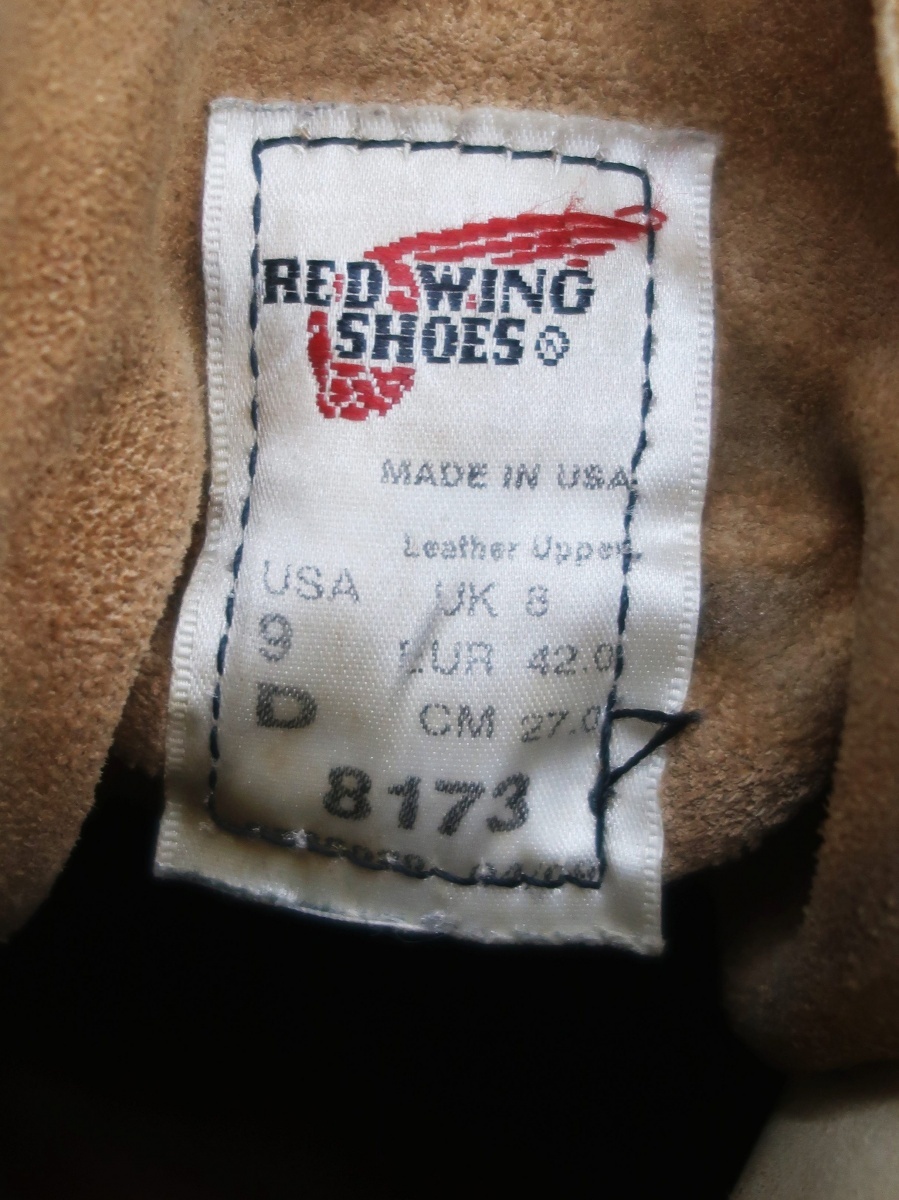 RED WING
SHOES®
MADE IN USA
Leather Upper
USA
9
D
UK 8
EUR 42.0
CM 27.0
8173